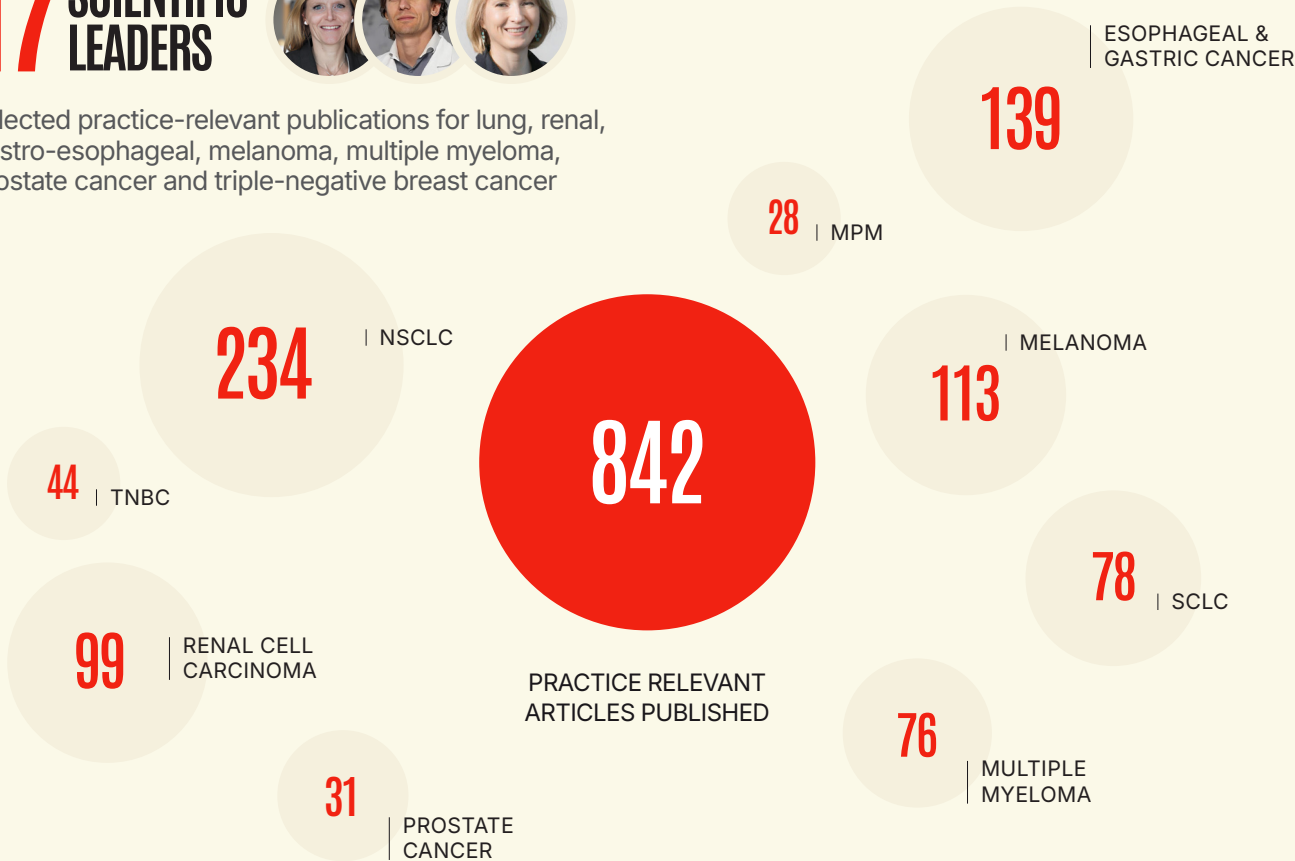 17 SCIENTIFIC
LEADERS
lected practice-relevant publications for lung, renal,
stro-esophageal, melanoma, multiple myeloma,
ostate cancer and triple-negative breast cancer
139
ESOPHAGEAL &
GASTRIC CANCER
28
MPM
234
NSCLC
842
PRACTICE RELEVANT
ARTICLES PUBLISHED
MELANOMA
113
44
TNBC
78
SCLC
99
RENAL CELL
CARCINOMA
76
MULTIPLE
MYELOMA
31
PROSTATE
CANCER